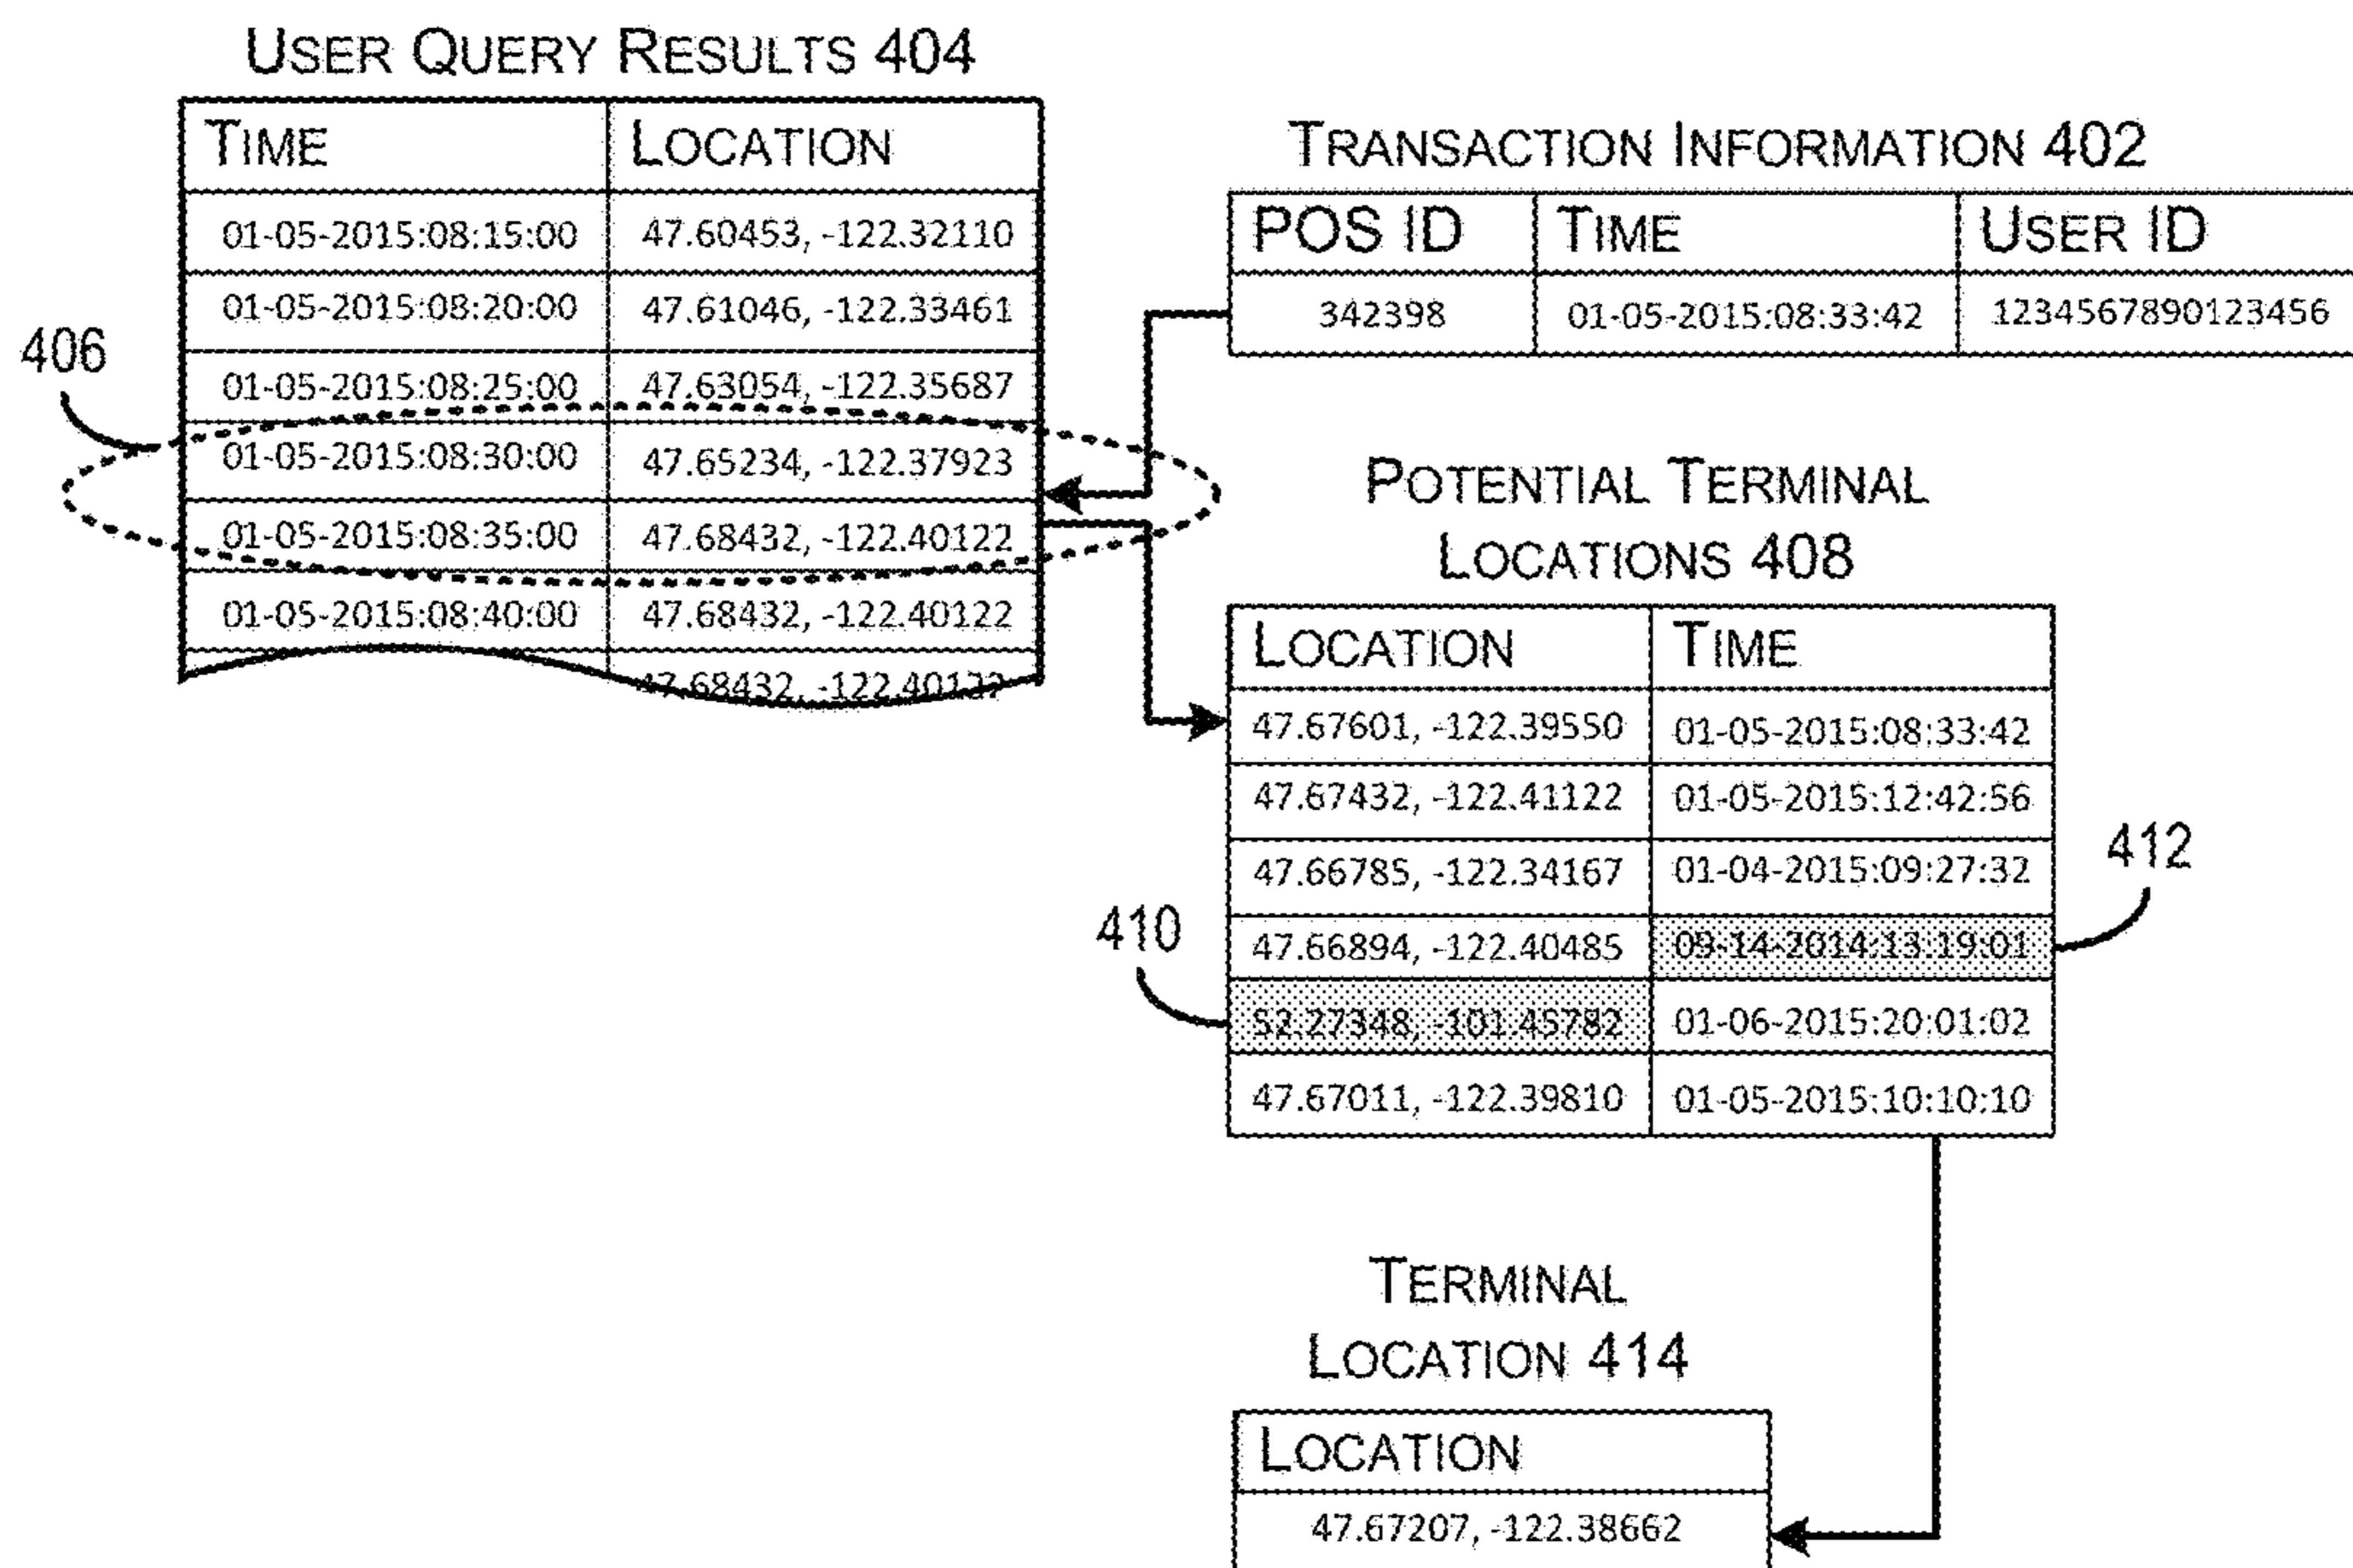 USER QUERY RESULTS 404
TIME LOCATION
01-05-2015:08:15:00 47.60453, -122.32110
01-05-2015:08:20:00 47.61046, -122.33461
01-05-2015:08:25:00 47.63054, -122.35687
01-05-2015:08:30:00 47.65234, -122.37923
01-05-2015:08:35:00 47.68432, -122.40122
01-05-2015:08:40:00 47.68432, -122.40122
47.68432, -122.40122
406
TRANSACTION INFORMATION 402
POS ID TIME USER ID
342398 01-05-2015:08:33:42 1234567890123456
POTENTIAL TERMINAL
LOCATIONS 408
LOCATION TIME
47.67601, -122.39550 01-05-2015:08:33:42
47.67432, -122.41122 01-05-2015:12:42:56
47.66785, -122.34167 01-04-2015:09:27:32
47.66894, -122.40485 09-14-2014:13:19:01
52.27348, -101.45782 01-06-2015:20:01:02
47.67011, -122.39810 01-05-2015:10:10:10
412
410
TERMINAL
LOCATION 414
LOCATION
47.67207, -122.38662